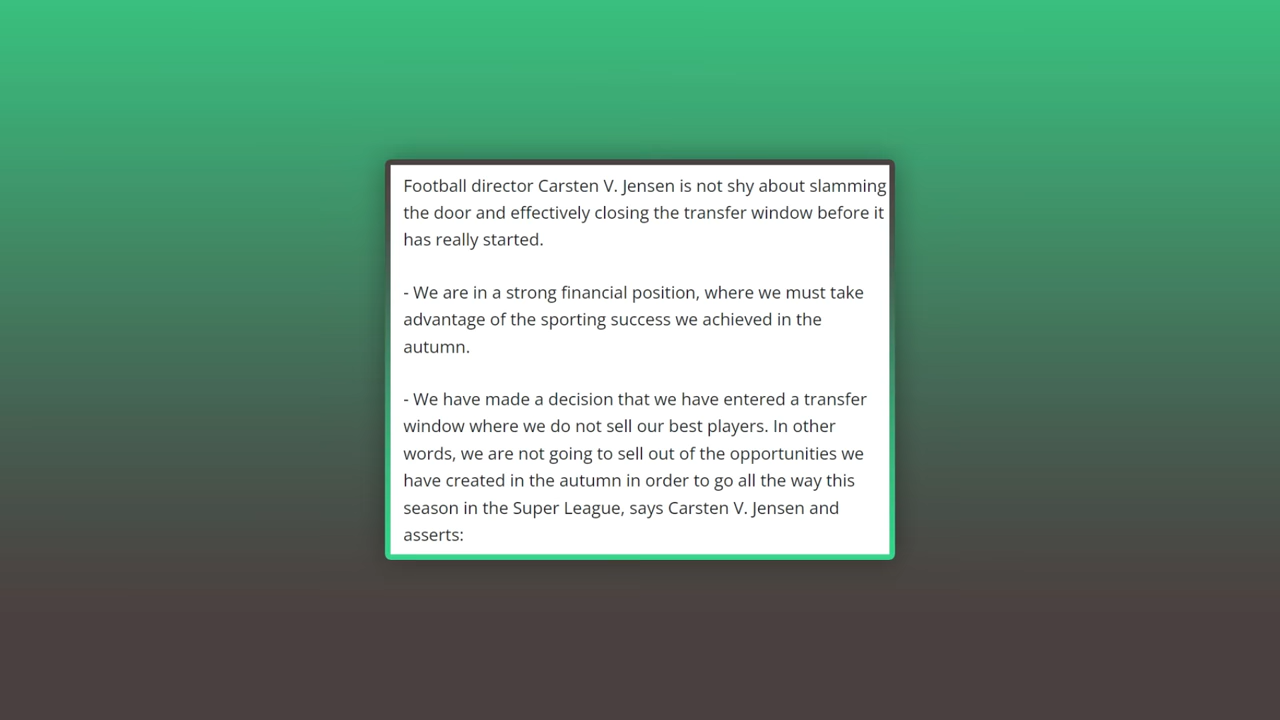 Football director Carsten V. Jensen is not shy about slamming
the door and effectively closing the transfer window before it
has really started.
- We are in a strong financial position, where we must take
advantage of the sporting success we achieved in the
autumn.
- We have made a decision that we have entered a transfer
window where we do not sell our best players. In other
words, we are not going to sell out of the opportunities we
have created in the autumn in order to go all the way this
season in the Super League, says Carsten V. Jensen and
asserts: